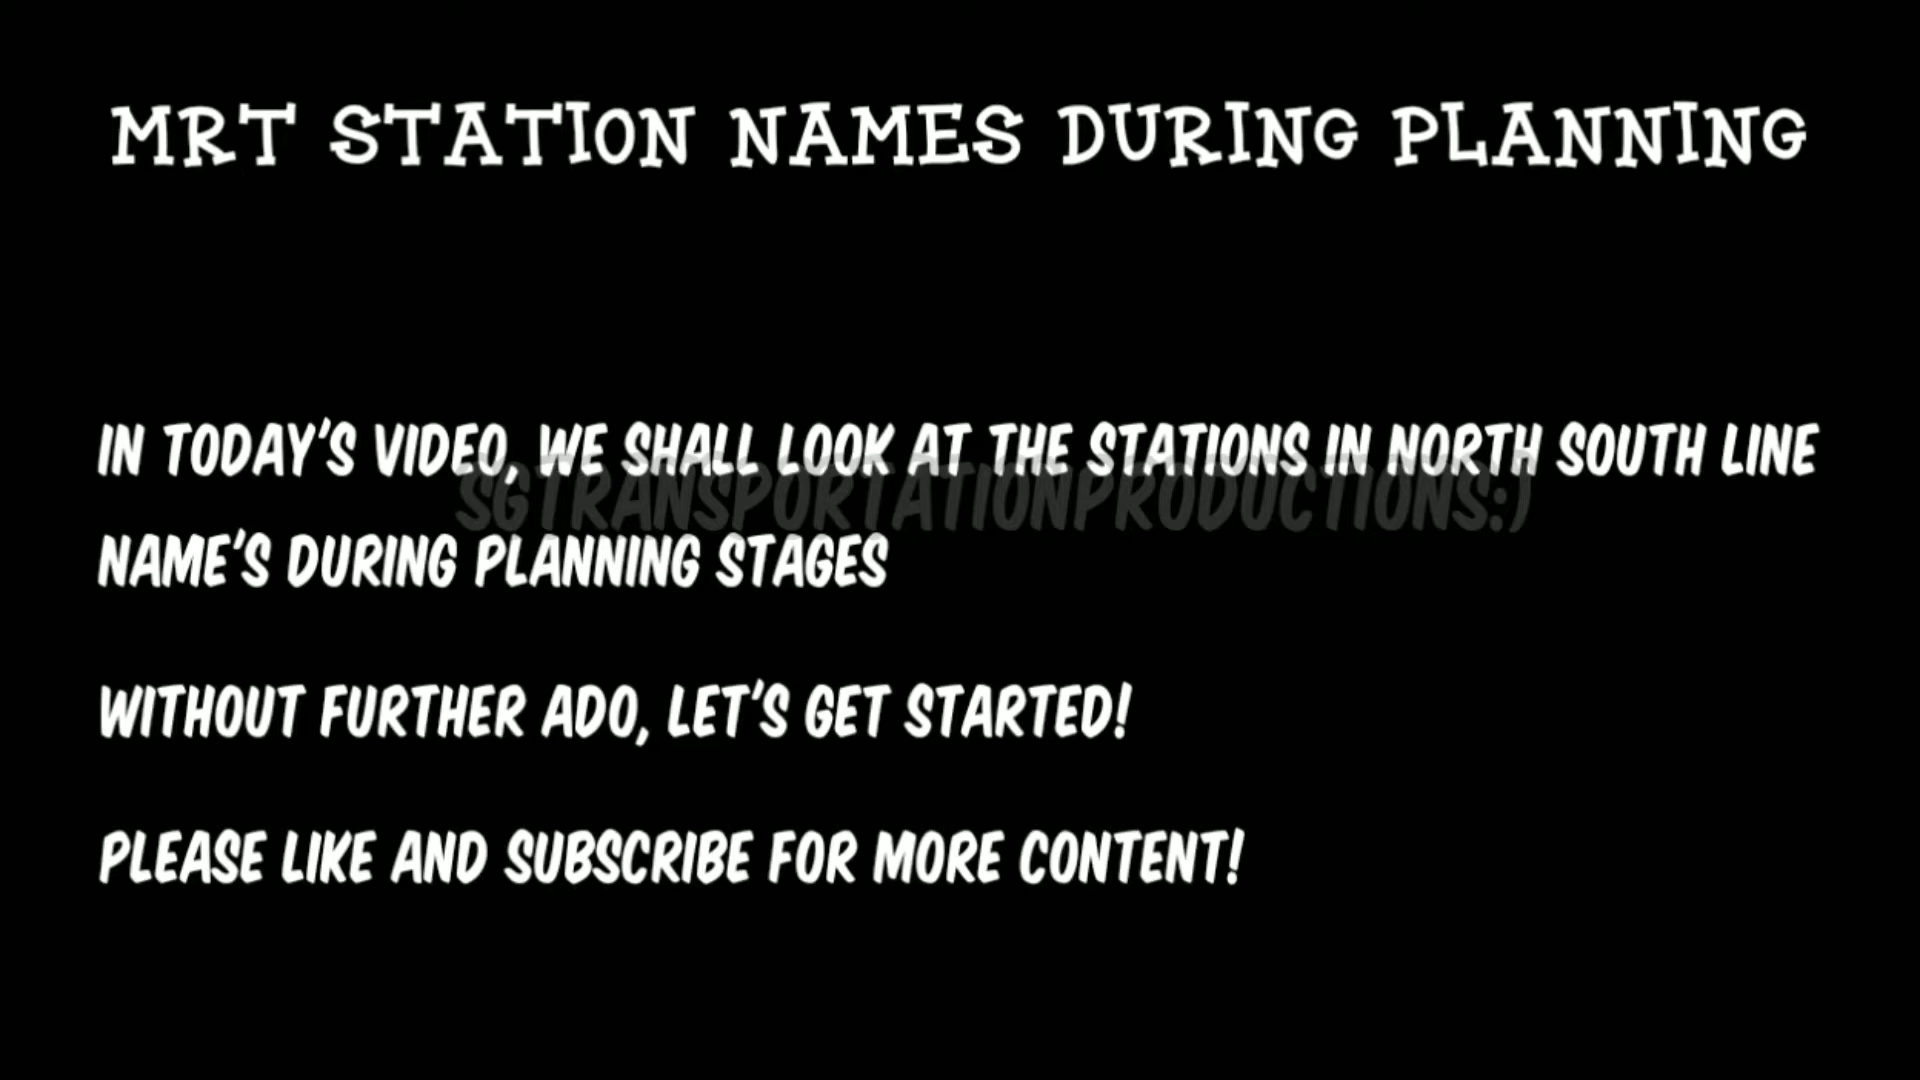 MRT STATION NAMES DURING PLANNING
IN TODAY'S VIDEO, WE SHALL LOOK AT THE STATIONS IN NORTH SOUTH LINE
SGTRANSPORTATIONPRODUCTIONS:)
NAME'S DURING PLANNING STAGES
WITHOUT FURTHER ADO, LET'S GET STARTED!
PLEASE LIKE AND SUBSCRIBE FOR MORE CONTENT!